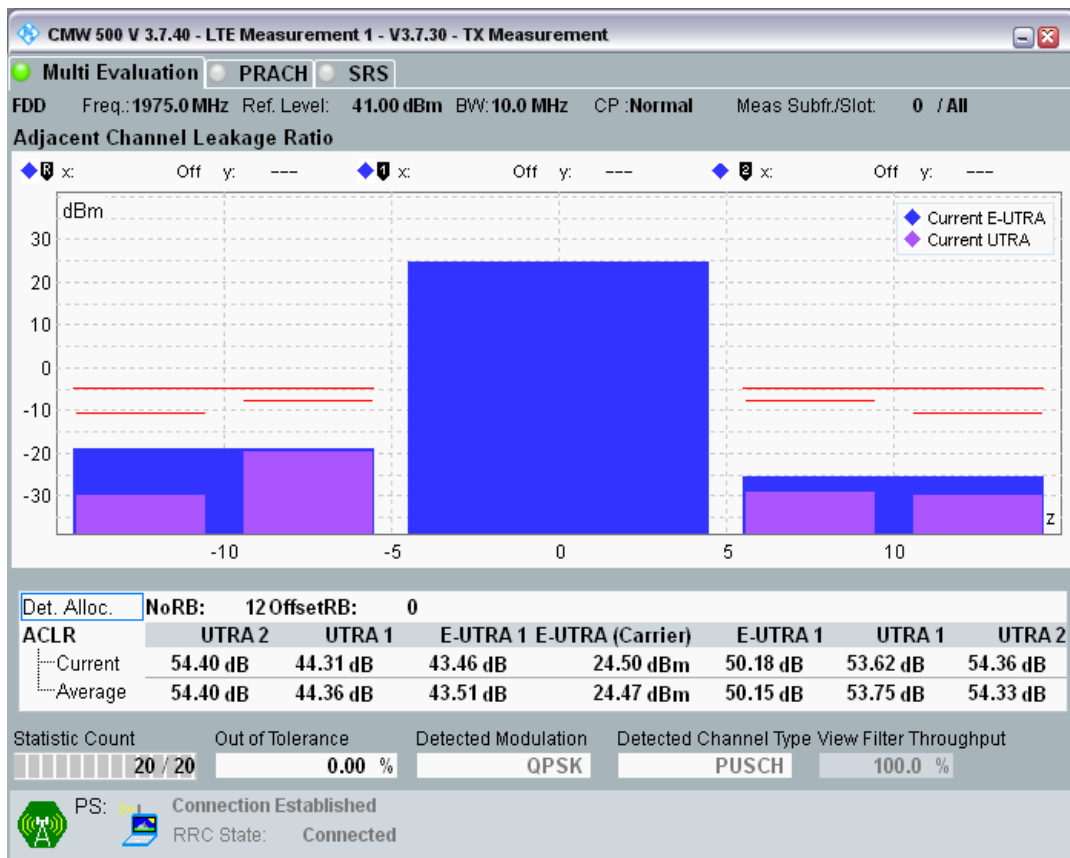 CMW 500 V 3.7.40 - LTE Measurement 1 - V3.7.30 - TX Measurement
Multi Evaluation PRACH SRS
FDD Freq.: 1975.0 MHz Ref. Level: 41.00 dBm BW: 10.0 MHz CP :Normal Meas Subfr./Slot: 0 / All
Adjacent Channel Leakage Ratio
R x: Off y: --- 1 x: Off y: --- 2 x: Off y: ---
dBm
Current E-UTRA
Current UTRA
30
20
10
0
-10
-20
-30
z
-10 -5 0 5 10
Det. Alloc. NoRB: 12 OffsetRB: 0
ACLR UTRA 2 UTRA 1 E-UTRA 1 E-UTRA (Carrier) E-UTRA 1 UTRA 1 UTRA 2
Current 54.40 dB 44.31 dB 43.46 dB 24.50 dBm 50.18 dB 53.62 dB 54.36 dB
Average 54.40 dB 44.36 dB 43.51 dB 24.47 dBm 50.15 dB 53.75 dB 54.33 dB
Statistic Count Out of Tolerance Detected Modulation Detected Channel Type View Filter Throughput
20 / 20 0.00 % QPSK PUSCH 100.0 %
PS: Connection Established
RRC State: Connected